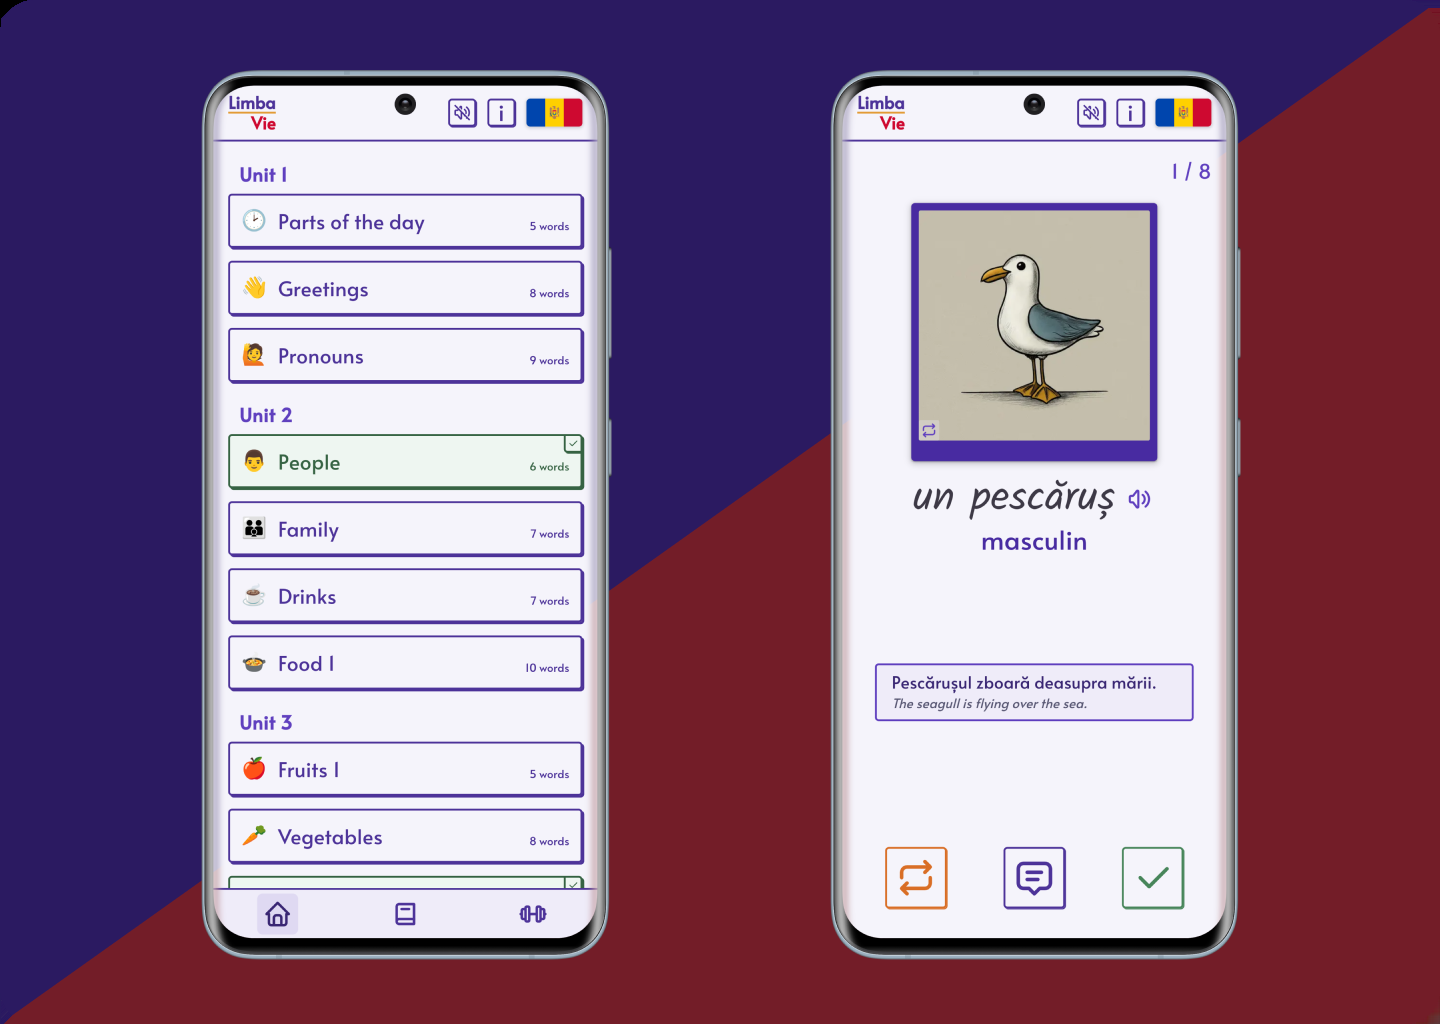 Limba
Vie
Unit 1
Parts of the day
5 words
Greetings
8 words
Pronouns
9 words
Unit 2
People
6 words
Family
7 words
Drinks
7 words
Food 1
10 words
Unit 3
Fruits 1
5 words
Vegetables
8 words
Limba
Vie
1 / 8
un pescăruș
masculin
Pescărușul zboară deasupra mării.
The seagull is flying over the sea.